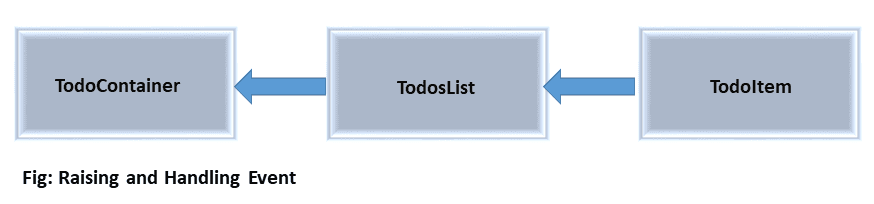 TodoContainer
TodosList
TodoItem
Fig: Raising and Handling Event